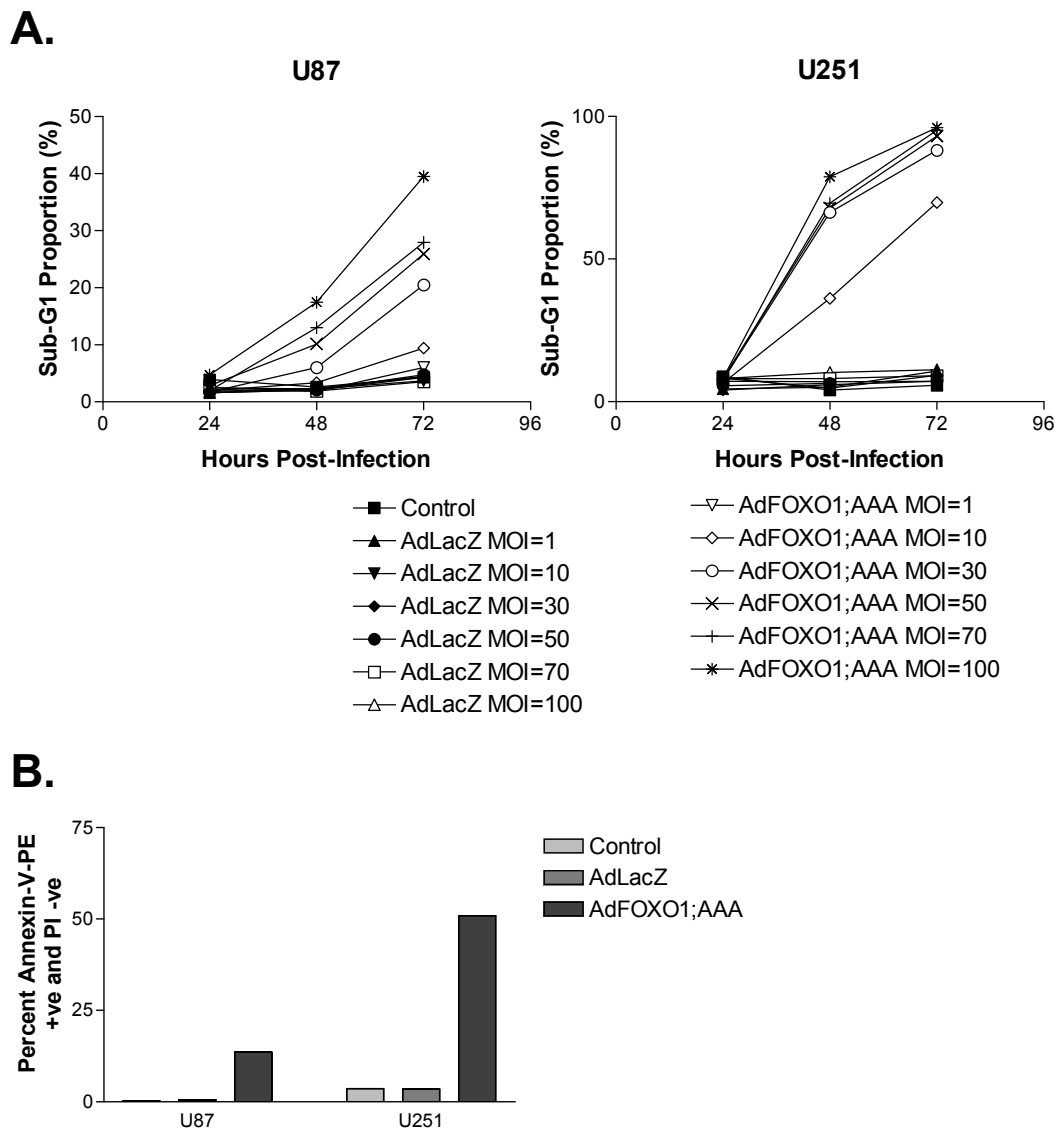 A.
U87
U251
50
40
30
20
10
0
Sub-G1 Proportion (%)
0 24 48 72 96
Hours Post-Infection
100
50
0
Sub-G1 Proportion (%)
0 24 48 72 96
Hours Post-Infection
Control
AdLacZ MOI=1
AdLacZ MOI=10
AdLacZ MOI=30
AdLacZ MOI=50
AdLacZ MOI=70
AdLacZ MOI=100
AdFOXO1;AAA MOI=1
AdFOXO1;AAA MOI=10
AdFOXO1;AAA MOI=30
AdFOXO1;AAA MOI=50
AdFOXO1;AAA MOI=70
AdFOXO1;AAA MOI=100
B.
Percent Annexin-V-PE
+ve and PI -ve
75
50
25
0
U87 U251
Control
AdLacZ
AdFOXO1;AAA